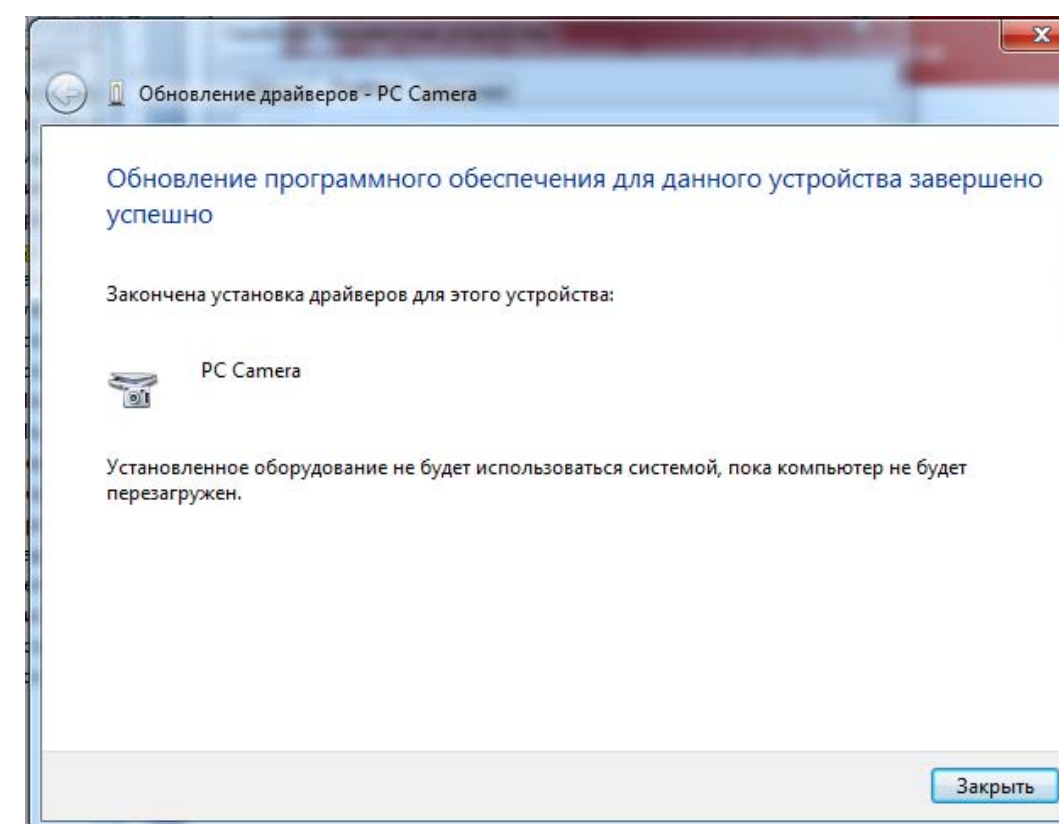 Обновление драйверов - PC Camera
Обновление программного обеспечения для данного устройства завершено
успешно
Закончена установка драйверов для этого устройства:
PC Camera
Установленное оборудование не будет использоваться системой, пока компьютер не будет
перезагружен.
Закрыть